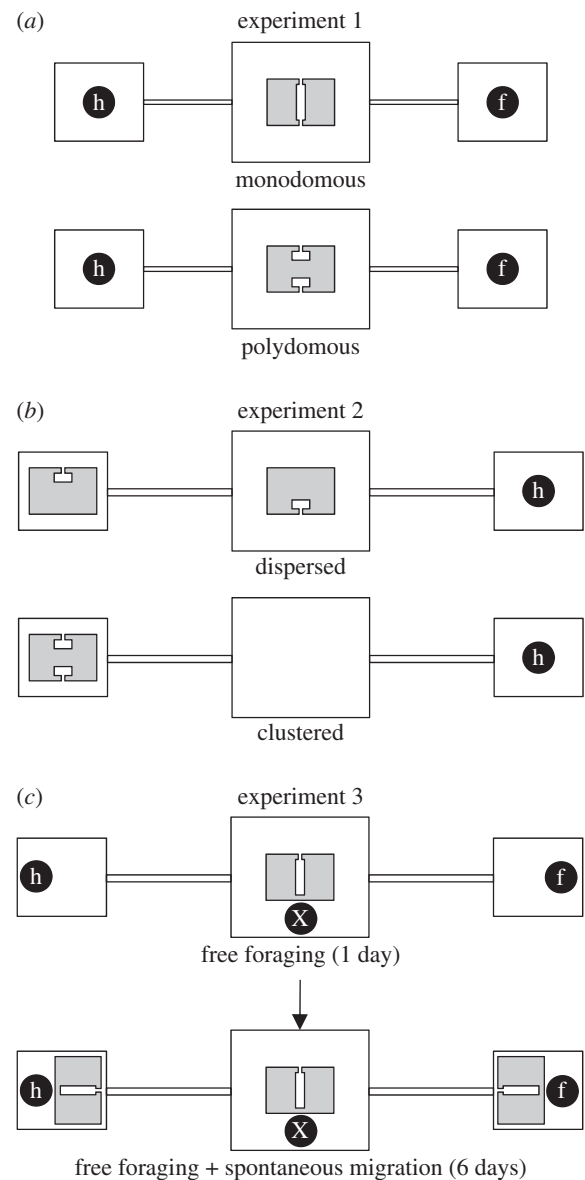 (a) experiment 1
h f
monodomous
h f
polydomous
(b) experiment 2
h
dispersed
h
clustered
(c) experiment 3
h f
X
free foraging (1 day)
h f
X
free foraging + spontaneous migration (6 days)